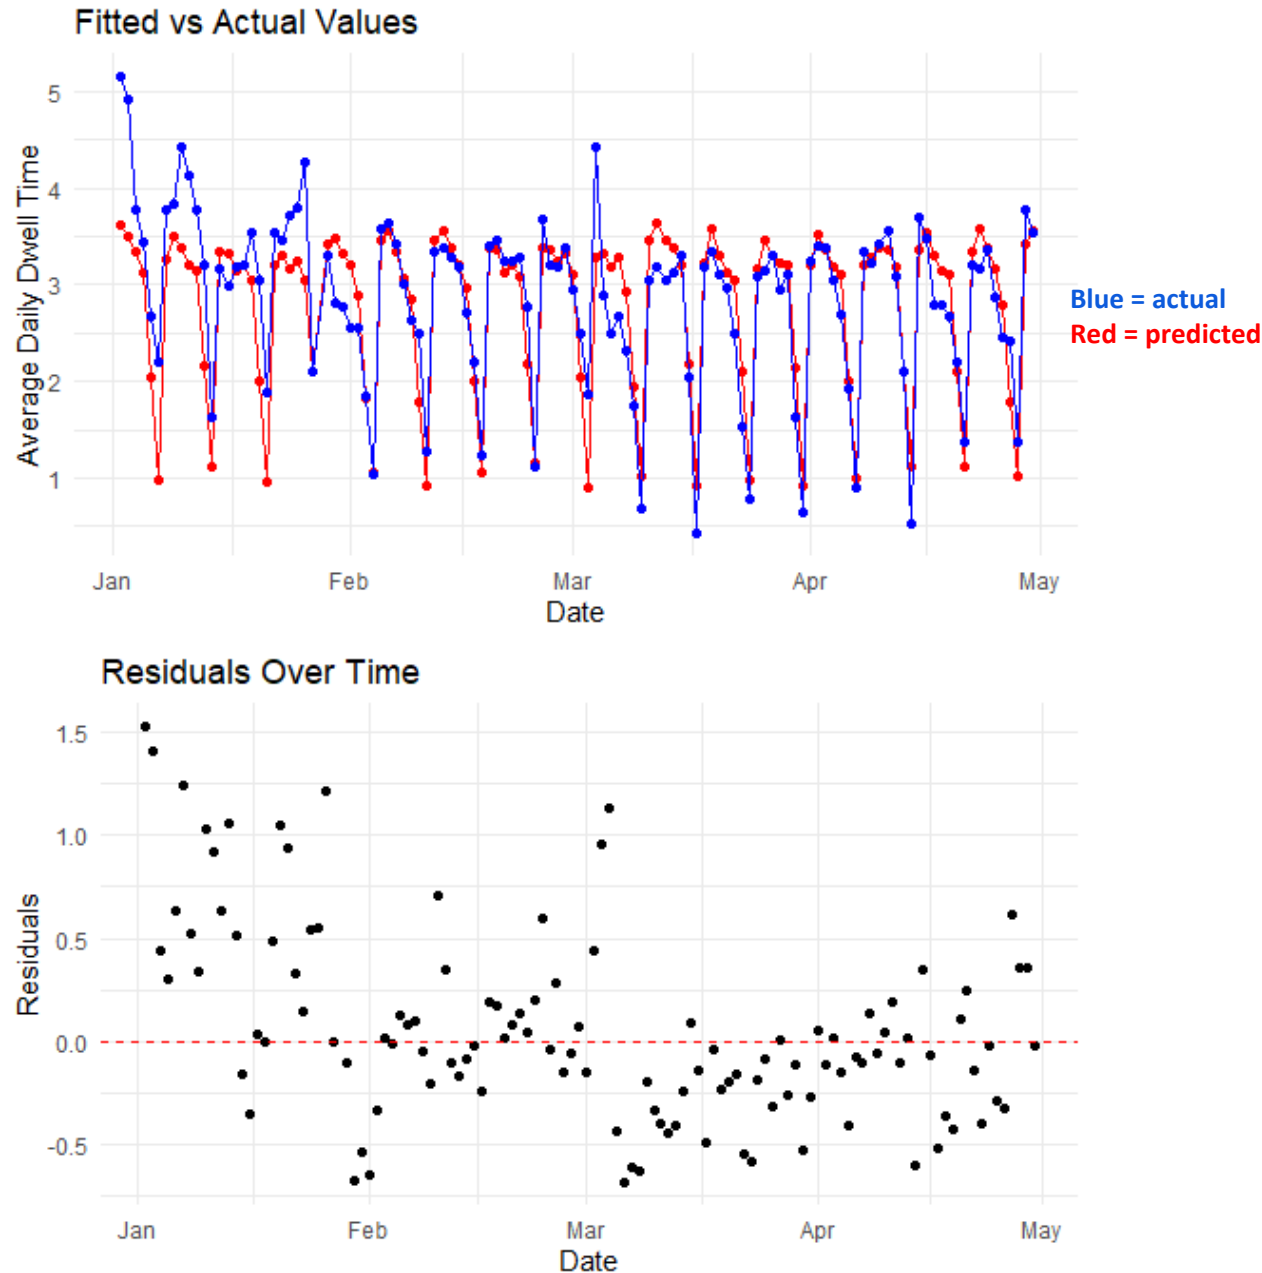 Fitted vs Actual Values
5
4
3
2
1
Average Daily Dwell Time
Jan Feb Mar Apr May
Date
Blue = actual
Red = predicted
Residuals Over Time
1.5
1.0
0.5
0.0
-0.5
Residuals
Jan Feb Mar Apr May
Date